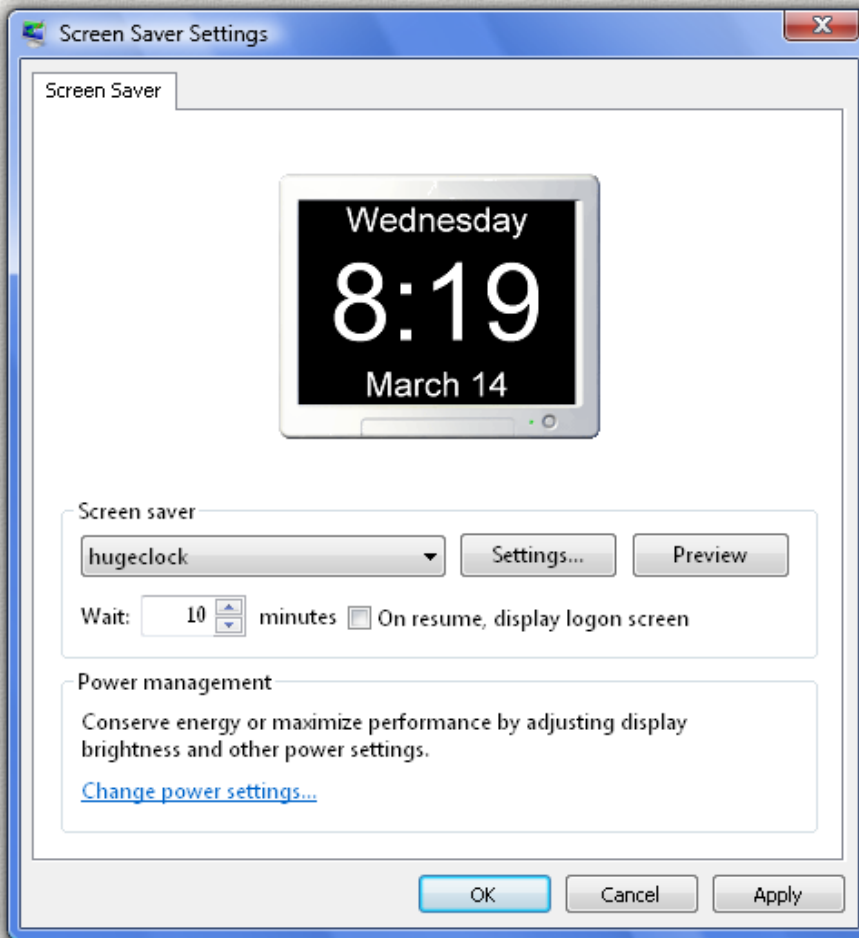 Screen Saver Settings
Screen Saver
Wednesday
8:19
March 14
Screen saver
hugeclock
Settings...
Preview
Wait: 10 minutes On resume, display logon screen
Power management
Conserve energy or maximize performance by adjusting display
brightness and other power settings.
Change power settings...
OK
Cancel
Apply